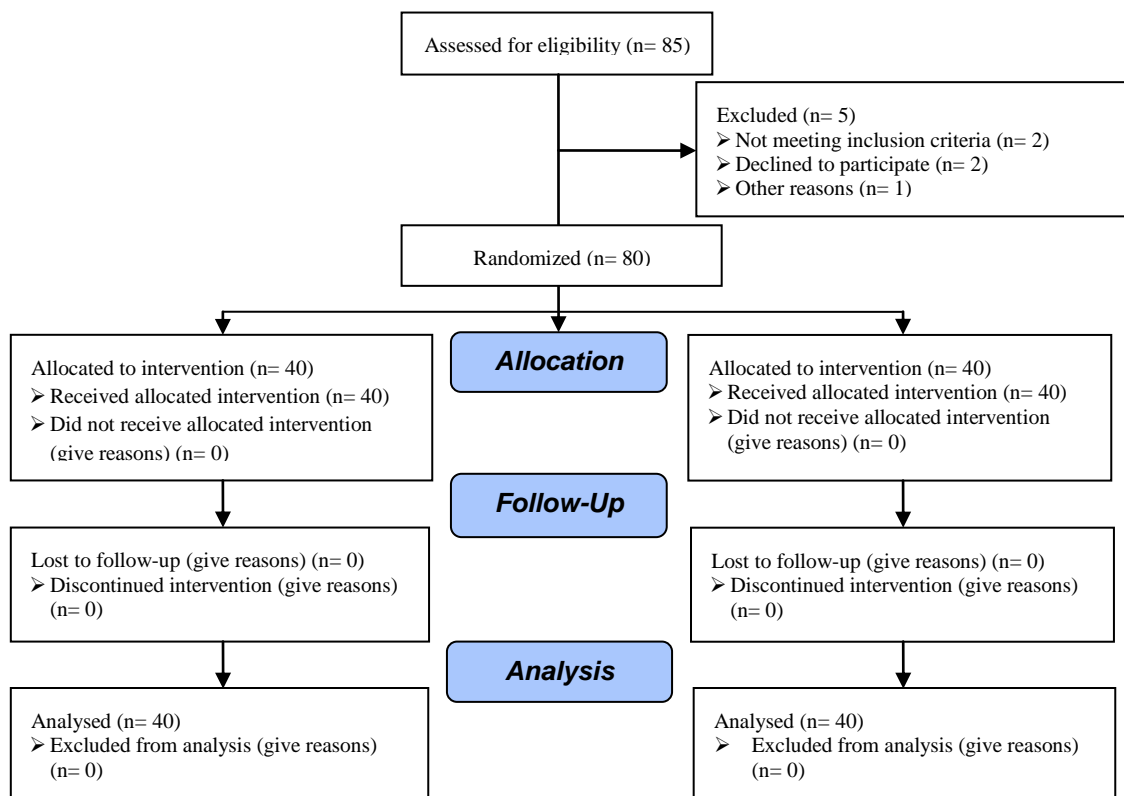 Assessed for eligibility (n= 85)
Excluded (n= 5)
➢ Not meeting inclusion criteria (n= 2)
➢ Declined to participate (n= 2)
➢ Other reasons (n= 1)
Randomized (n= 80)
Allocation
Allocated to intervention (n= 40)
➢ Received allocated intervention (n= 40)
➢ Did not receive allocated intervention
(give reasons) (n= 0)
Allocated to intervention (n= 40)
➢ Received allocated intervention (n= 40)
➢ Did not receive allocated intervention
(give reasons) (n= 0)
Follow-Up
Lost to follow-up (give reasons) (n= 0)
➢ Discontinued intervention (give reasons)
(n= 0)
Lost to follow-up (give reasons) (n= 0)
➢ Discontinued intervention (give reasons)
(n= 0)
Analysis
Analysed (n= 40)
➢ Excluded from analysis (give reasons)
(n= 0)
Analysed (n= 40)
➢ Excluded from analysis (give reasons)
(n= 0)